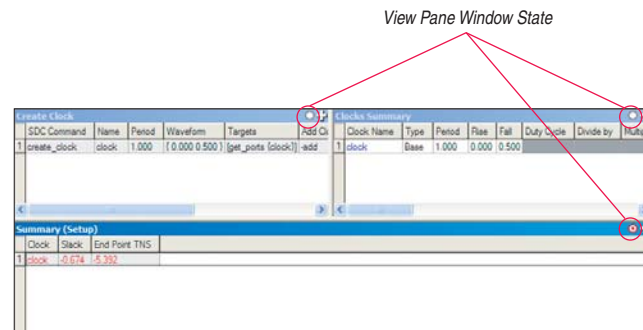 View Pane Window State
Create Clock
SDC Command Name Period Waveform Targets Add Cl
1 create_clock clock 1.000 { 0.000 0.500 } [get_ports {clock}] -add
Clocks Summary
Clock Name Type Period Rise Fall Duty Cycle Divide by Multip
1 clock Base 1.000 0.000 0.500
Summary (Setup)
Clock Slack End Point TNS
1 clock -0.674 -5.392